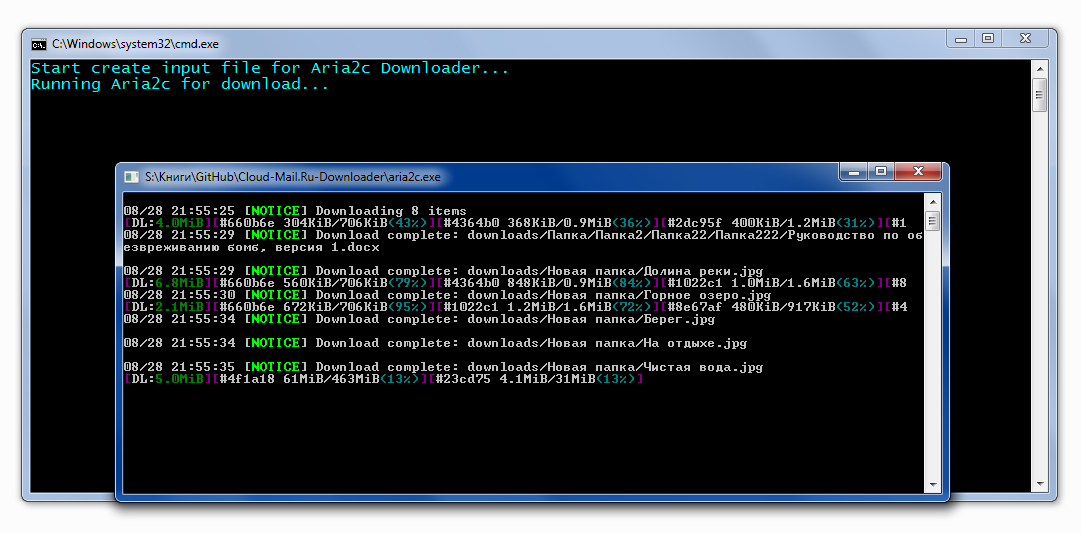 C:\Windows\system32\cmd.exe
Start create input file for Aria2c Downloader...
Running Aria2c for download...
S:\Книги\GitHub\Cloud-Mail.Ru-Downloader\aria2c.exe
08/28 21:55:25 [NOTICE] Downloading 8 items
[DL:4.0MiB][#660b6e 304KiB/706KiB(43%)][#4364b0 368KiB/0.9MiB(36%)][#2dc95f 400KiB/1.2MiB(31%)][#1
08/28 21:55:29 [NOTICE] Download complete: downloads/Папка/Папка2/Папка22/Папка222/Руководство по об
езвреживанию бомб, версия 1.docx
08/28 21:55:29 [NOTICE] Download complete: downloads/Новая папка/Долина реки.jpg
[DL:6.8MiB][#660b6e 560KiB/706KiB(79%)][#4364b0 848KiB/0.9MiB(84%)][#1022c1 1.0MiB/1.6MiB(63%)][#8
08/28 21:55:30 [NOTICE] Download complete: downloads/Новая папка/Горное озеро.jpg
[DL:2.1MiB][#660b6e 672KiB/706KiB(95%)][#1022c1 1.2MiB/1.6MiB(72%)][#8e67af 480KiB/917KiB(52%)][#4
08/28 21:55:34 [NOTICE] Download complete: downloads/Новая папка/Берег.jpg
08/28 21:55:34 [NOTICE] Download complete: downloads/Новая папка/На отдыхе.jpg
08/28 21:55:35 [NOTICE] Download complete: downloads/Новая папка/Чистая вода.jpg
[DL:5.0MiB][#4f1a18 61MiB/463MiB(13%)][#23cd75 4.1MiB/31MiB(13%)]